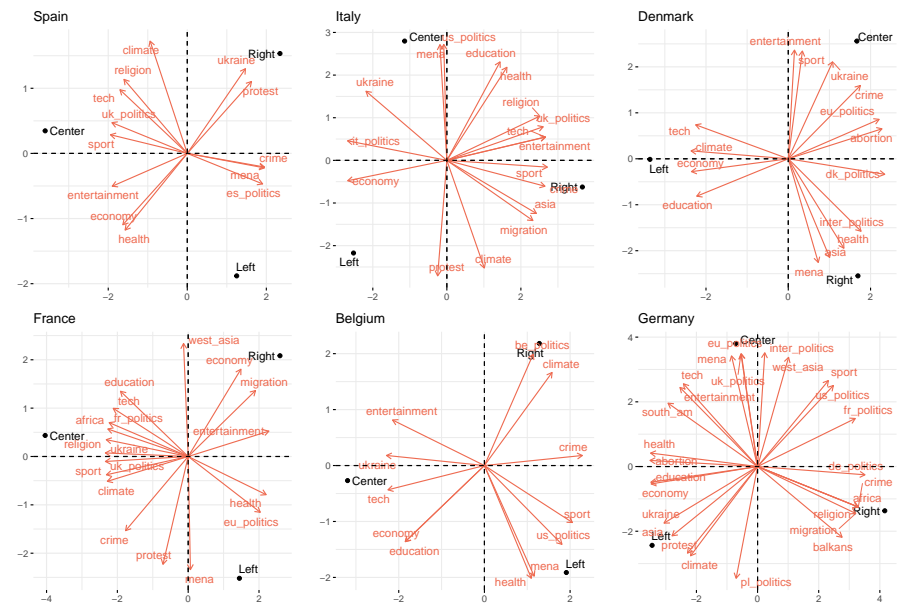 Spain
climate
Right
ukraine
religion
protest
tech
uk_politics
Center
sport
crime
mena
es_politics
entertainment
economy
health
Left
1
0
−1
−2
−2
0
2
Italy
Center
us_politics
mena
education
health
ukraine
religion
uk_politics
tech
it_politics
entertainment
sport
economy
Right
asia
migration
climate
protest
Left
3
2
1
0
−2
−2
0
2
Denmark
Center
entertainment
sport
ukraine
crime
eu_politics
abortion
tech
climate
economy
Left
dk_politics
education
inter_politics
health
asia
mena
Right
2
1
0
−1
−2
−2
0
2
France
west_asia
Right
economy
education
migration
tech
africa
fr_politics
Center
entertainment
religion
ukraine
uk_politics
sport
climate
health
eu_politics
crime
protest
Left
mena
2
1
0
−1
−2
−4
−2
0
2
Belgium
be_politics
Right
climate
entertainment
crime
ukraine
Center
tech
sport
economy
us_politics
education
mena
Left
health
2
1
0
−1
−2
−2
0
2
Germany
eu_politics
Center
inter_politics
mena
west_asia
tech
uk_politics
sport
entertainment
us_politics
south_am
fr_politics
health
abortion
de_politics
education
crime
economy
africa
ukraine
religion
Right
asia
migration
Left
protest
balkans
climate
pl_politics
4
2
0
−2
−4
−2
0
2
4